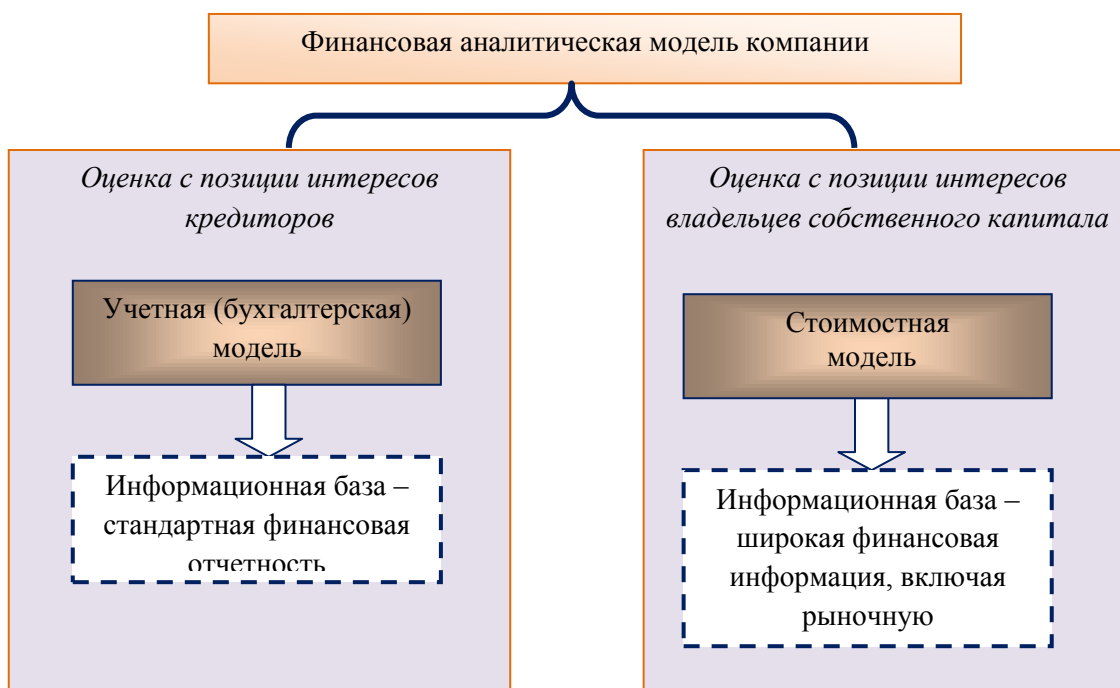 Финансовая аналитическая модель компании
Оценка с позиции интересов
кредиторов
Учетная (бухгалтерская)
модель
Информационная база –
стандартная финансовая
отчетность
Оценка с позиции интересов
владельцев собственного капитала
Стоимостная
модель
Информационная база –
широкая финансовая
информация, включая
рыночную